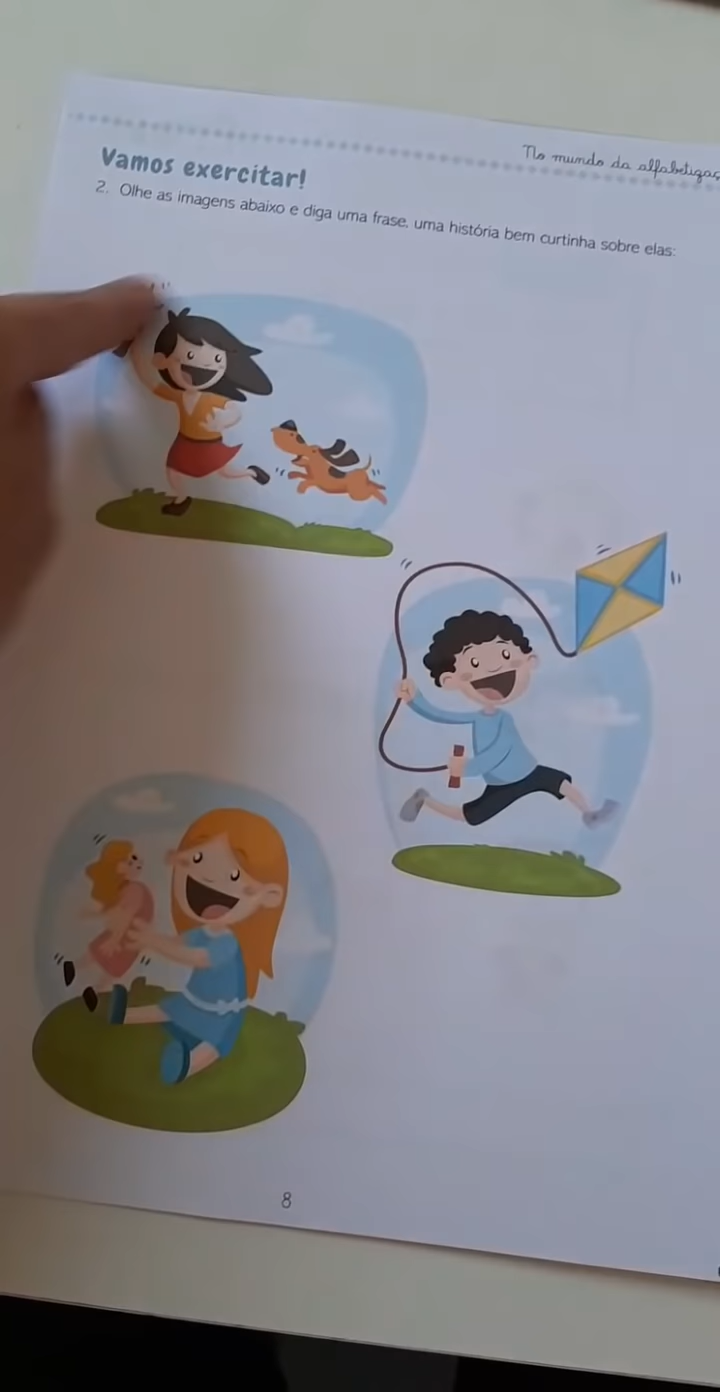 No mundo da alfabetizaç
Vamos exercitar!
2. Olhe as imagens abaixo e diga uma frase, uma história bem curtinha sobre elas:
8